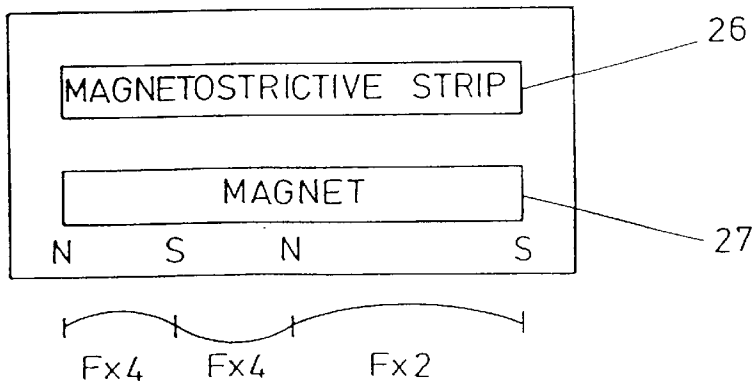 26
MAGNETOSTRICTIVE STRIP
MAGNET
27
N S N S
Fx4 Fx4 Fx2